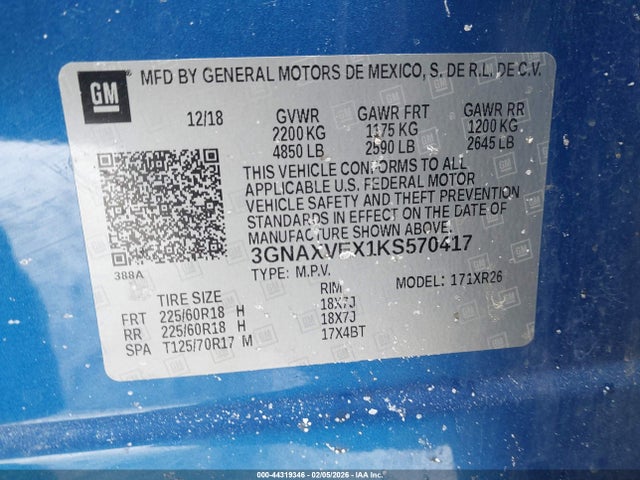 GM
MFD BY GENERAL MOTORS DE MEXICO, S. DE R.L. DE C.V.
12/18 GVWR GAWR FRT GAWR RR
2200 KG 1175 KG 1200 KG
4850 LB 2590 LB 2645 LB
THIS VEHICLE CONFORMS TO ALL
APPLICABLE U.S. FEDERAL MOTOR
VEHICLE SAFETY AND THEFT PREVENTION
STANDARDS IN EFFECT ON THE DATE OF
MANUFACTURE SHOWN ABOVE.
3GNAXVEX1KS570417
388A
TYPE: M.P.V. MODEL: 171XR26
TIRE SIZE RIM
FRT 225/60R18 H 18X7J
RR 225/60R18 H 18X7J
SPA T125/70R17 M 17X4BT
000-44319346 - 02/05/2026 - IAA Inc.